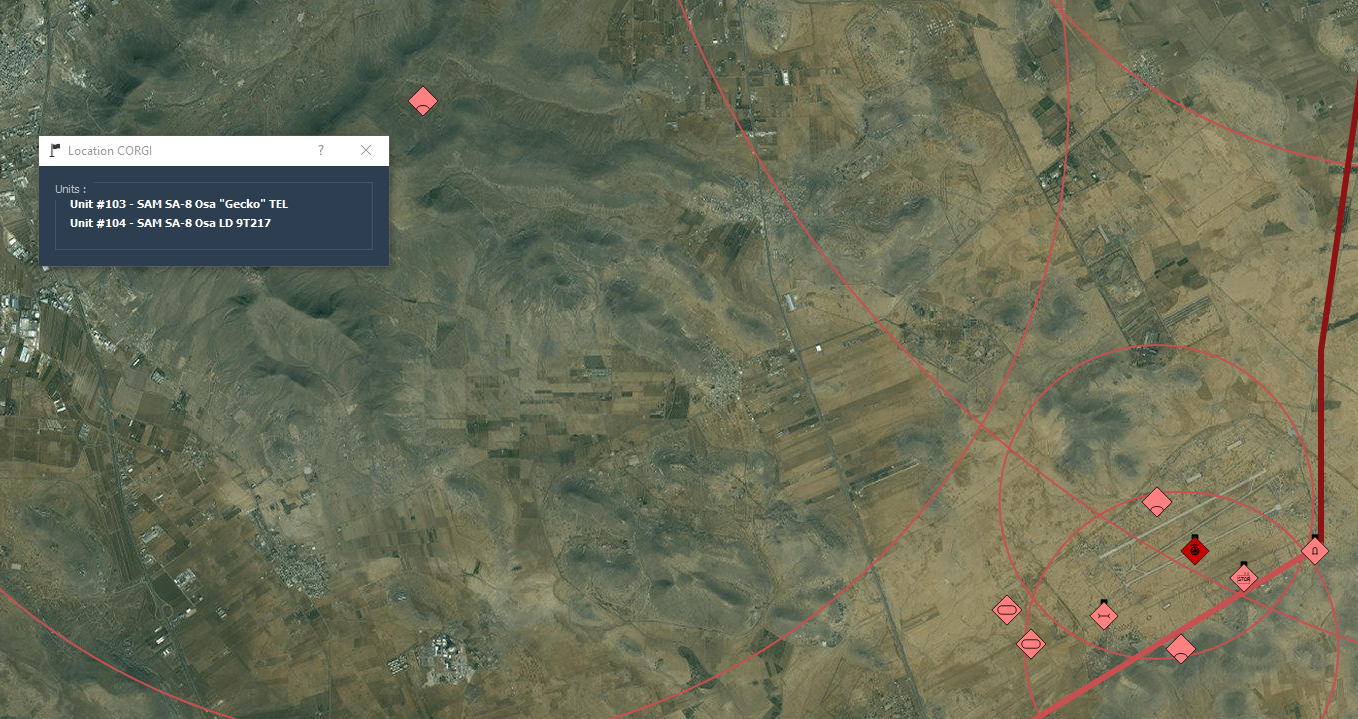 Location CORGI
?
Units :
Unit #103 - SAM SA-8 Osa "Gecko" TEL
Unit #104 - SAM SA-8 Osa LD 9T217